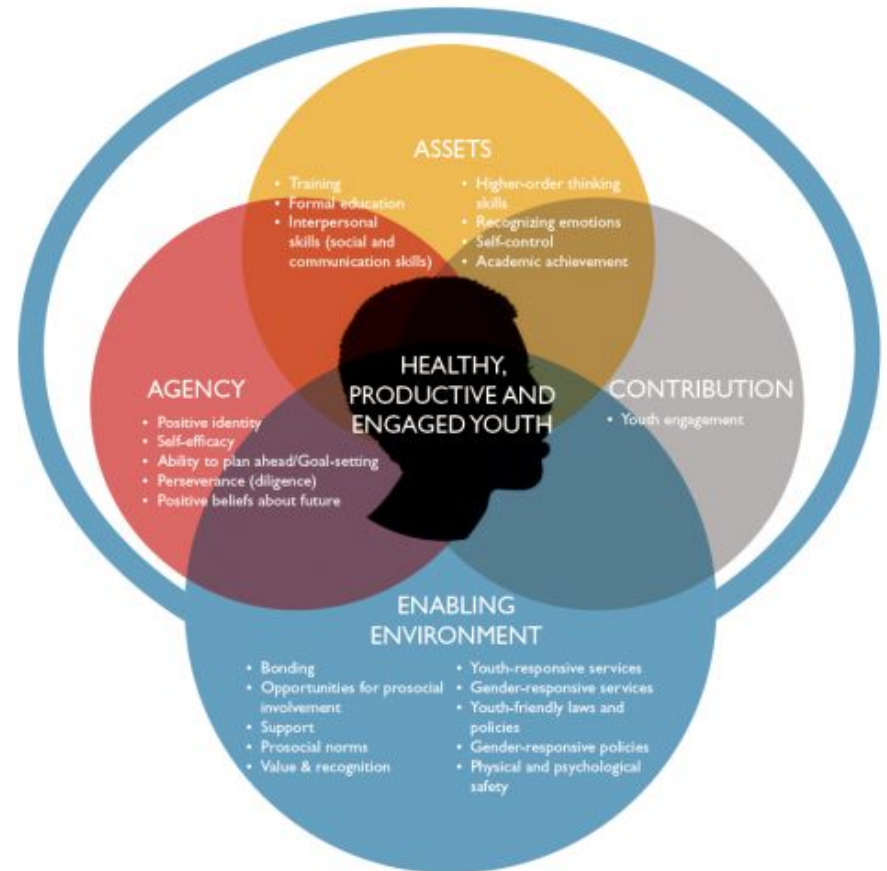 ASSETS
• Training
• Formal education
• Interpersonal
skills (social and
communication skills)
• Higher-order thinking
skills
• Recognizing emotions
• Self-control
• Academic achievement
HEALTHY,
PRODUCTIVE AND
ENGAGED YOUTH
AGENCY
• Positive identity
• Self-efficacy
• Ability to plan ahead/Goal-setting
• Perseverance (diligence)
• Positive beliefs about future
CONTRIBUTION
• Youth engagement
ENABLING
ENVIRONMENT
• Bonding
• Opportunities for prosocial
involvement
• Support
• Prosocial norms
• Value & recognition
• Youth-responsive services
• Gender-responsive services
• Youth-friendly laws and
policies
• Gender-responsive policies
• Physical and psychological
safety